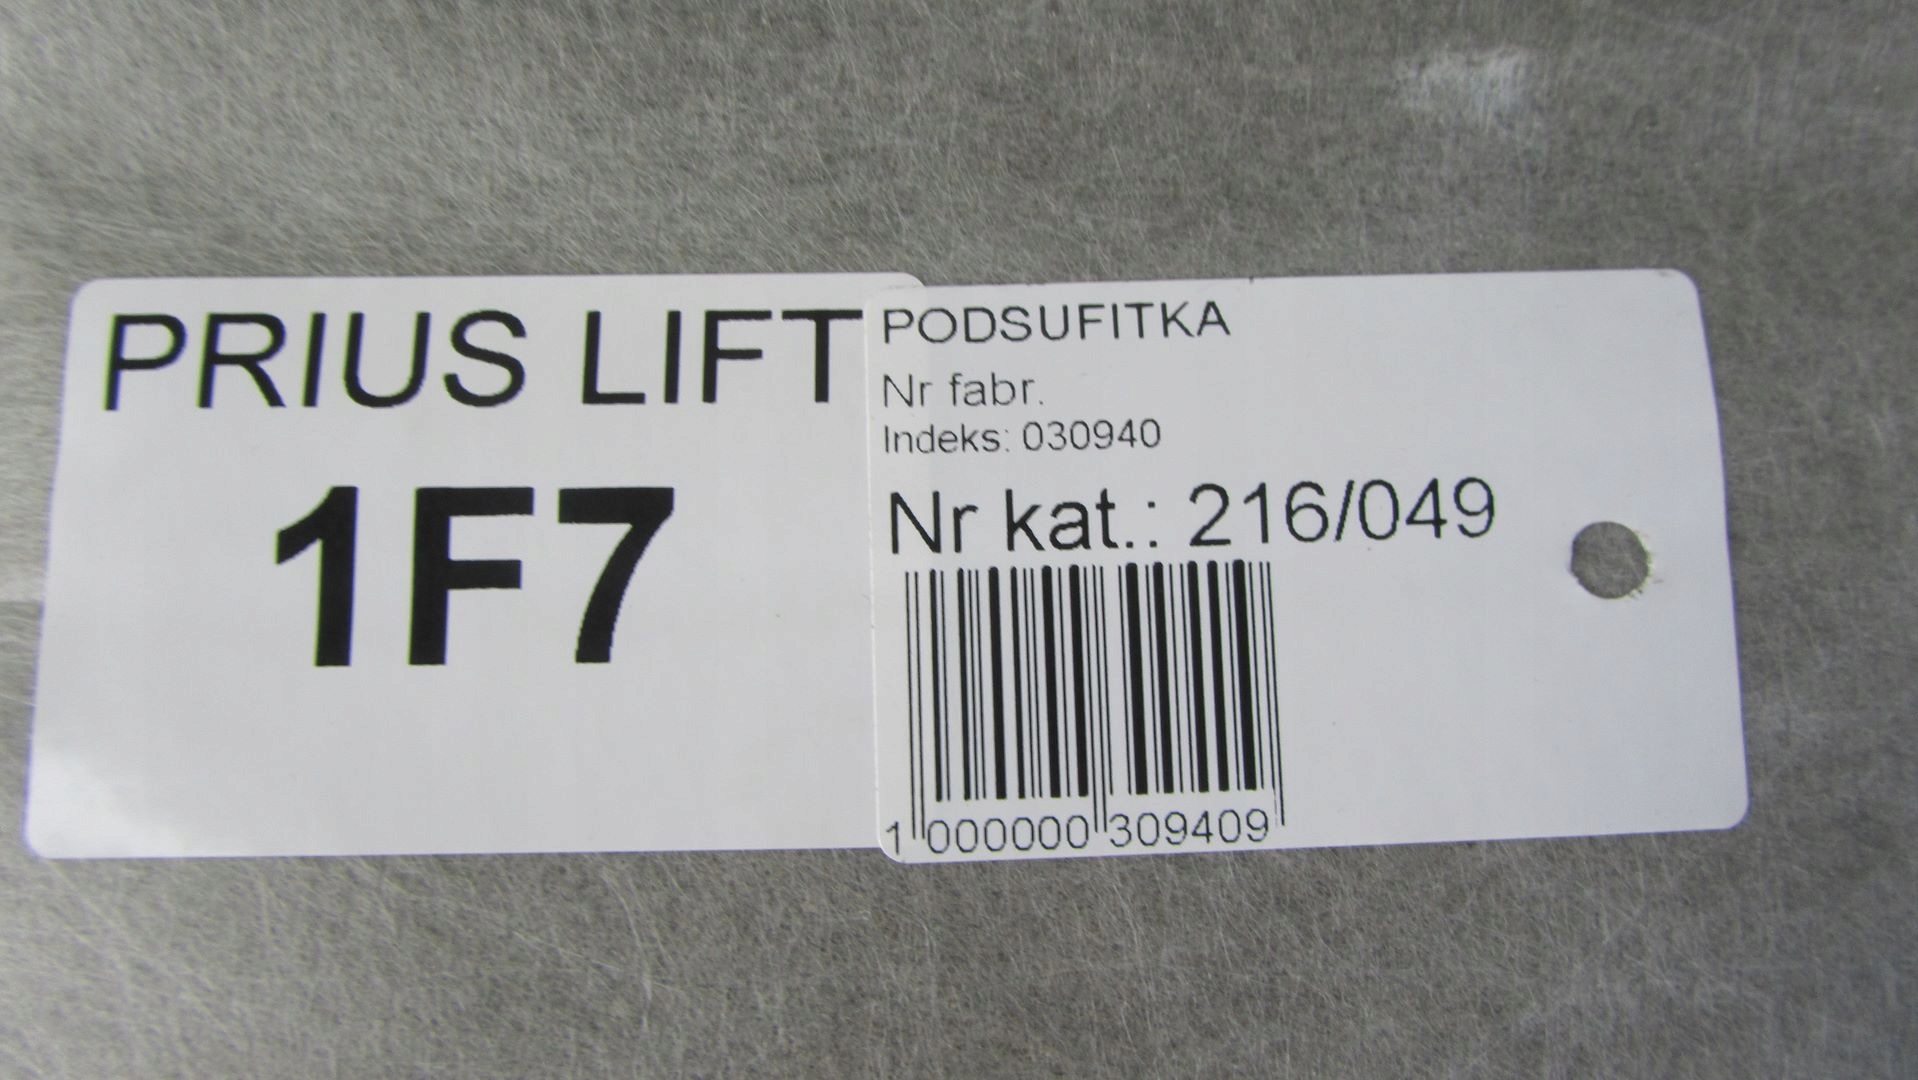 PRIUS LIFT
1F7
PODSUFITKA
Nr fabr.
Indeks: 030940
Nr kat.: 216/049
1 000000 309409